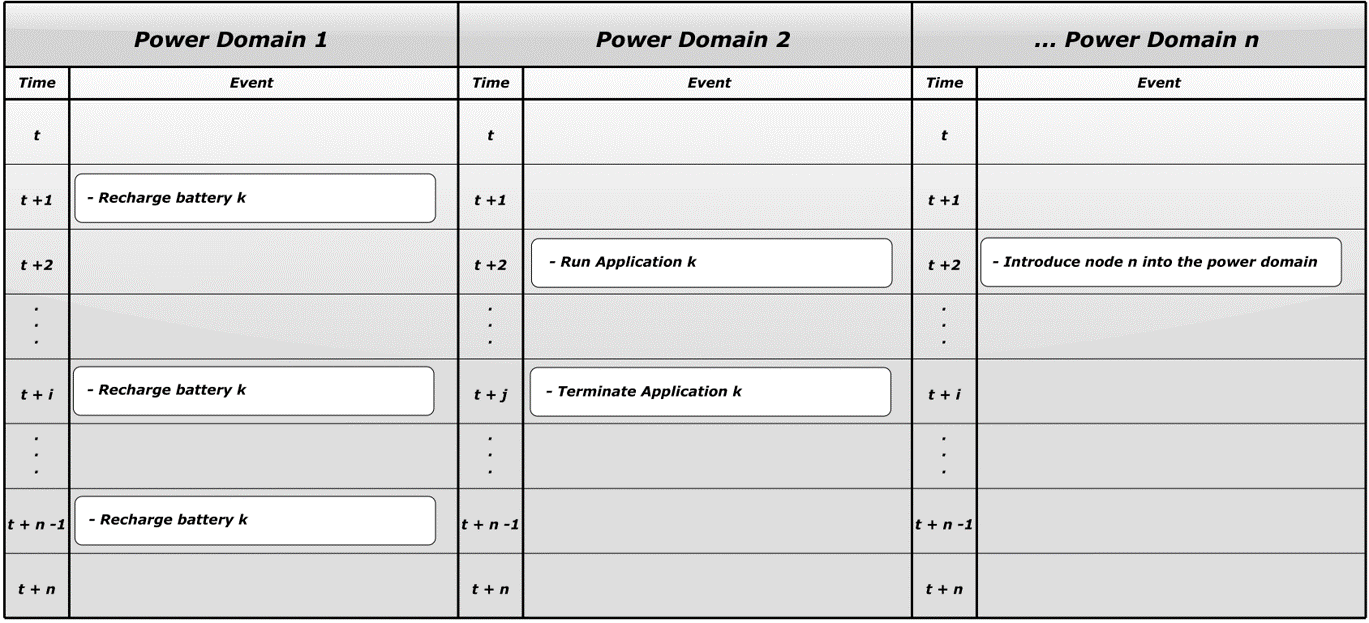 Power Domain 1 Power Domain 2 ... Power Domain n
Time Event Time Event Time Event
t t t
t +1 - Recharge battery k t +1 t +1
t +2 t +2 - Run Application k t +2 - Introduce node n into the power domain
. . .
. . .
. . .
t + i - Recharge battery k t + j - Terminate Application k t + i
. . .
. . .
. . .
t + n -1 - Recharge battery k t + n -1 t + n -1
t + n t + n t + n